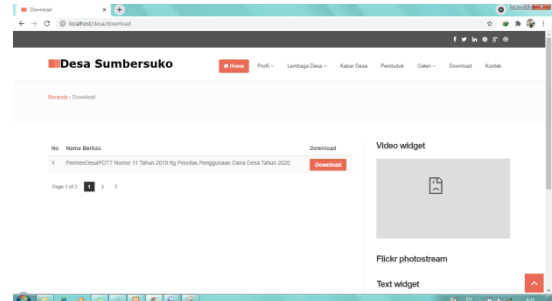 Download
localhost/desa/download
Desa Sumbersuko
Home Profil Lembaga Desa Kabar Desa Penduduk Galeri Download Kontak
Beranda / Download
No Nama Berkas Download
1 PermenDesaPDTT Nomor 11 Tahun 2019 ttg Prioritas Penggunaan Dana Desa Tahun 2020 Download
Page 1 of 3 1 2 3
Video widget
Flickr photostream
Text widget